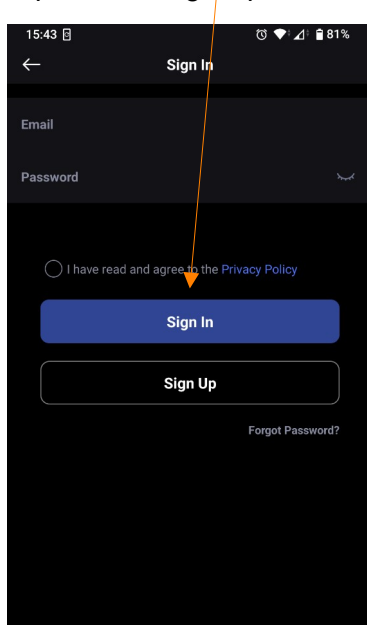 15:43 81%
Sign In
Email
Password
I have read and agree to the Privacy Policy
Sign In
Sign Up
Forgot Password?